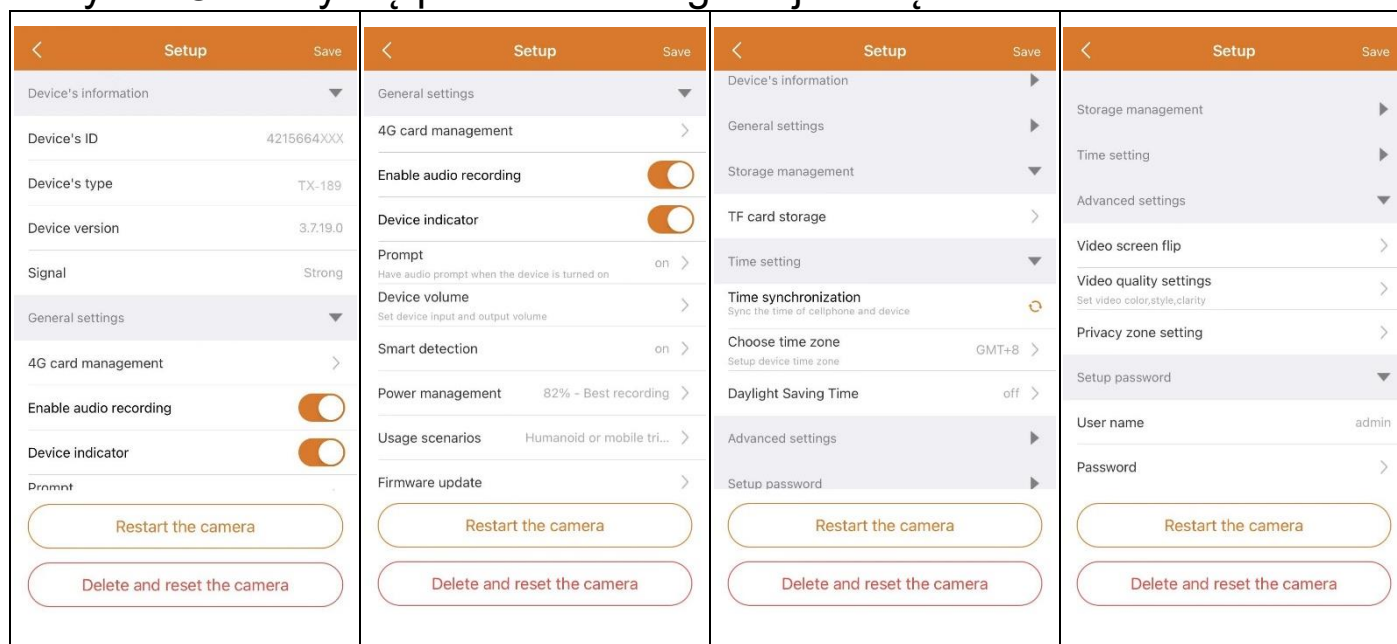 Setup Save
Device's information
Device's ID 4215664XXX
Device's type TX-189
Device version 3.7.19.0
Signal Strong
General settings
4G card management
Enable audio recording
Device indicator
Prompt
Restart the camera
Delete and reset the camera
Setup Save
General settings
4G card management
Enable audio recording
Device indicator
Prompt on
Have audio prompt when the device is turned on
Device volume
Set device input and output volume
Smart detection on
Power management 82% - Best recording
Usage scenarios Humanoid or mobile tri...
Firmware update
Restart the camera
Delete and reset the camera
Setup Save
Device's information
General settings
Storage management
TF card storage
Time setting
Time synchronization
Sync the time of cellphone and device
Choose time zone GMT+8
Setup device time zone
Daylight Saving Time off
Advanced settings
Setup password
Restart the camera
Delete and reset the camera
Setup Save
Storage management
Time setting
Advanced settings
Video screen flip
Video quality settings
Set video color,style,clarity
Privacy zone setting
Setup password
User name admin
Password
Restart the camera
Delete and reset the camera